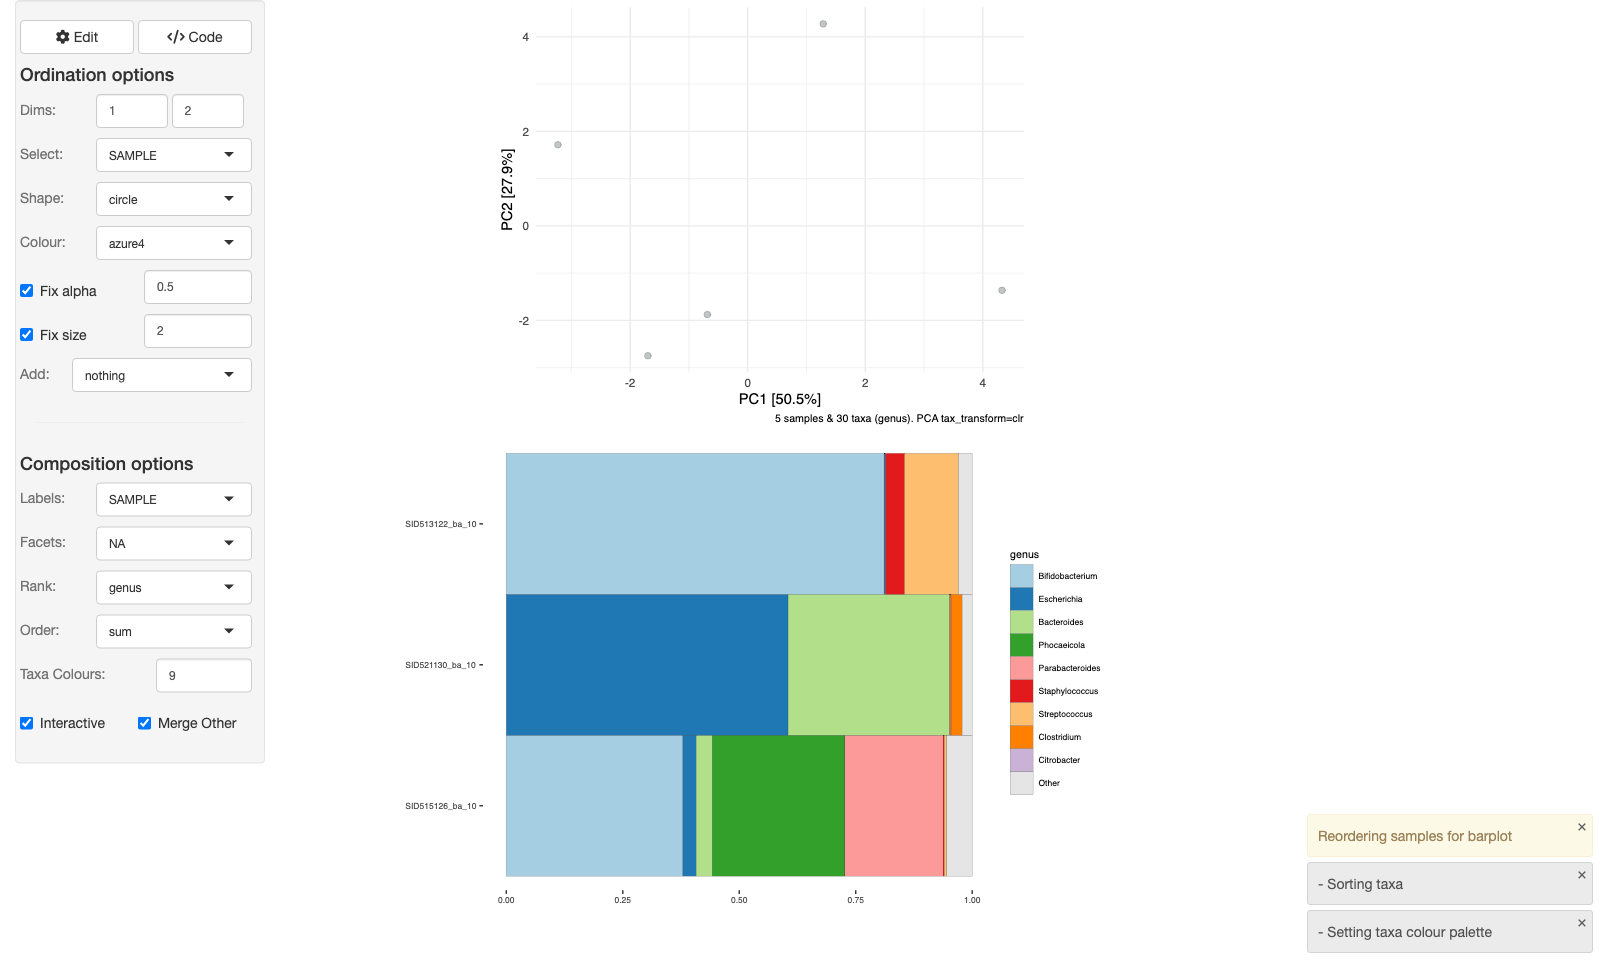 Edit
</> Code
Ordination options
Dims: 1 2
Select: SAMPLE
Shape: circle
Colour: azure4
Fix alpha 0.5
Fix size 2
Add: nothing
Composition options
Labels: SAMPLE
Facets: NA
Rank: genus
Order: sum
Taxa Colours: 9
Interactive Merge Other
PC2 [27.9%]
4
2
0
-2
-2 0 2 4
PC1 [50.5%]
5 samples & 30 taxa (genus). PCA tax_transform=clr
SID513122_ba_10
SID521130_ba_10
SID515126_ba_10
0.00 0.25 0.50 0.75 1.00
genus
Bifidobacterium
Escherichia
Bacteroides
Phocaeicola
Parabacteroides
Staphylococcus
Streptococcus
Clostridium
Citrobacter
Other
Reordering samples for barplot ×
- Sorting taxa ×
- Setting taxa colour palette ×